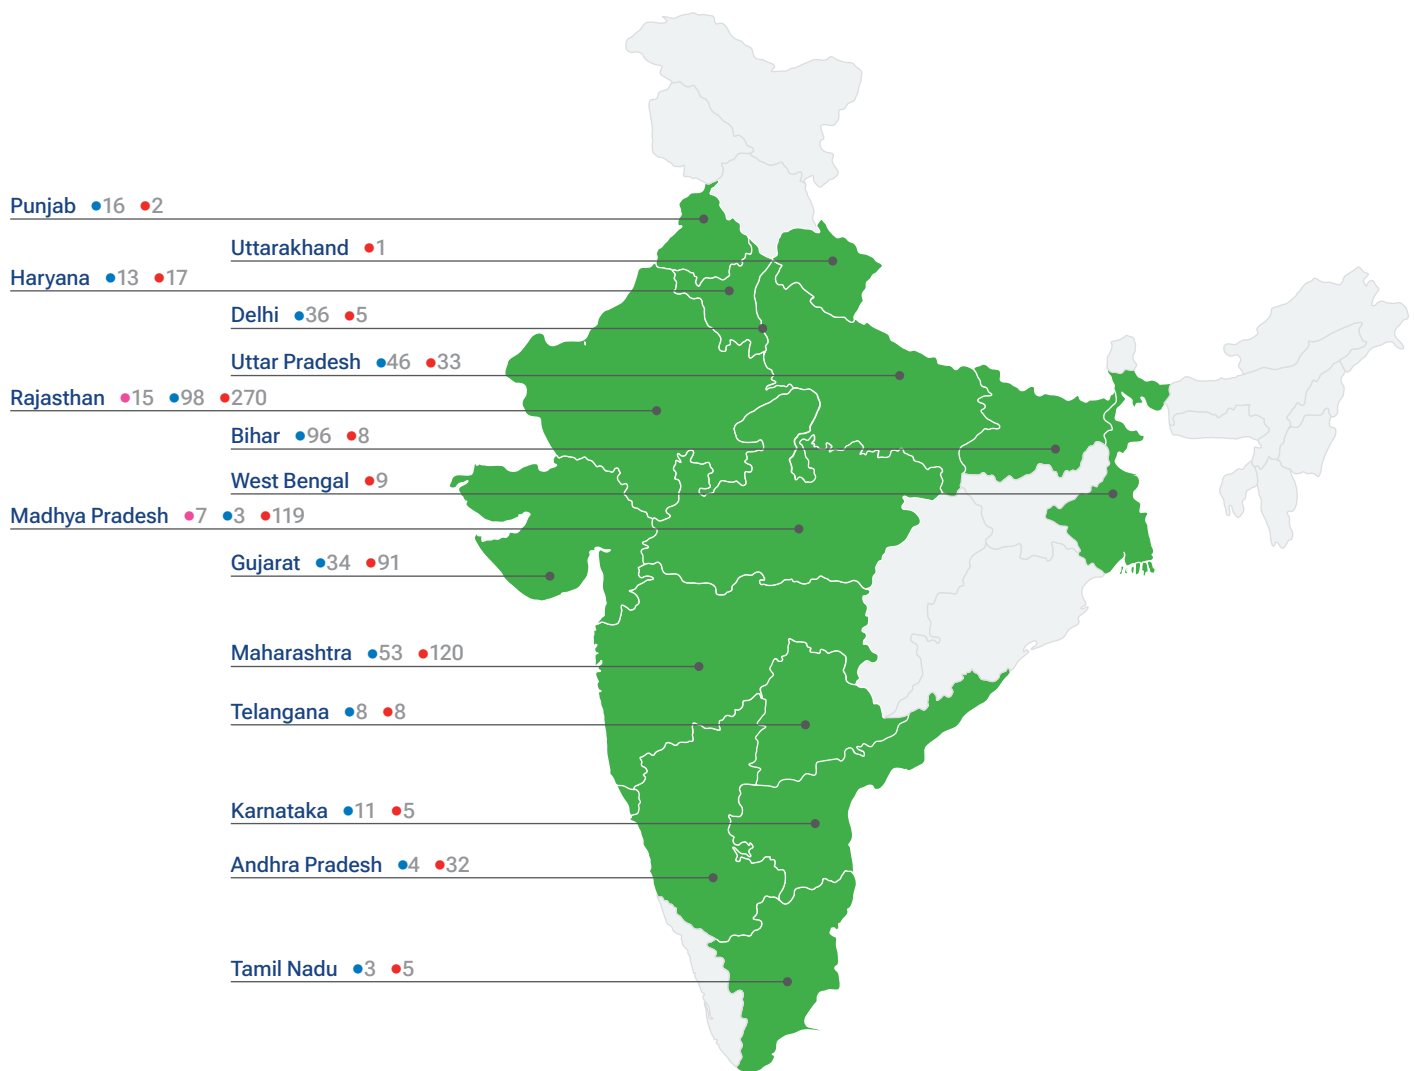 Punjab 16 2
Uttarakhand 1
Haryana 13 17
Delhi 36 5
Uttar Pradesh 46 33
Rajasthan 15 98 270
Bihar 96 8
West Bengal 9
Madhya Pradesh 7 3 119
Gujarat 34 91
Maharashtra 53 120
Telangana 8 8
Karnataka 11 5
Andhra Pradesh 4 32
Tamil Nadu 3 5